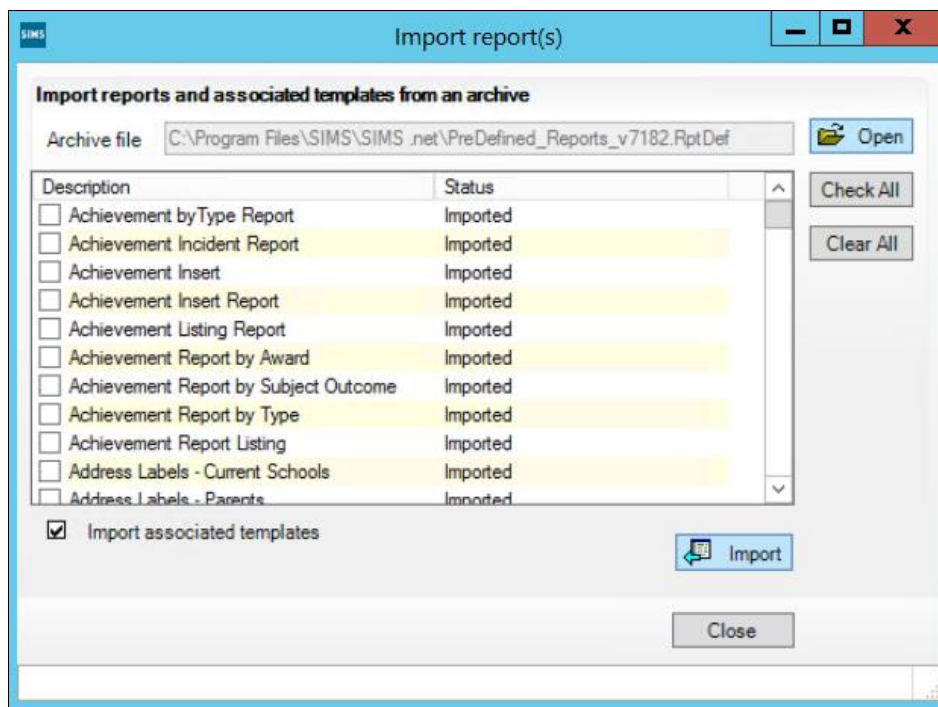 SIMS
Import report(s)
X
Import reports and associated templates from an archive
Archive file C:\Program Files\SIMS\SIMS .net\PreDefined_Reports_v7182.RptDef Open
Description Status Check All
Achievement by Type Report Imported
Achievement Incident Report Imported Clear All
Achievement Insert Imported
Achievement Insert Report Imported
Achievement Listing Report Imported
Achievement Report by Award Imported
Achievement Report by Subject Outcome Imported
Achievement Report by Type Imported
Achievement Report Listing Imported
Address Labels - Current Schools Imported
Address Labels - Parents Imported
Import associated templates
Import
Close